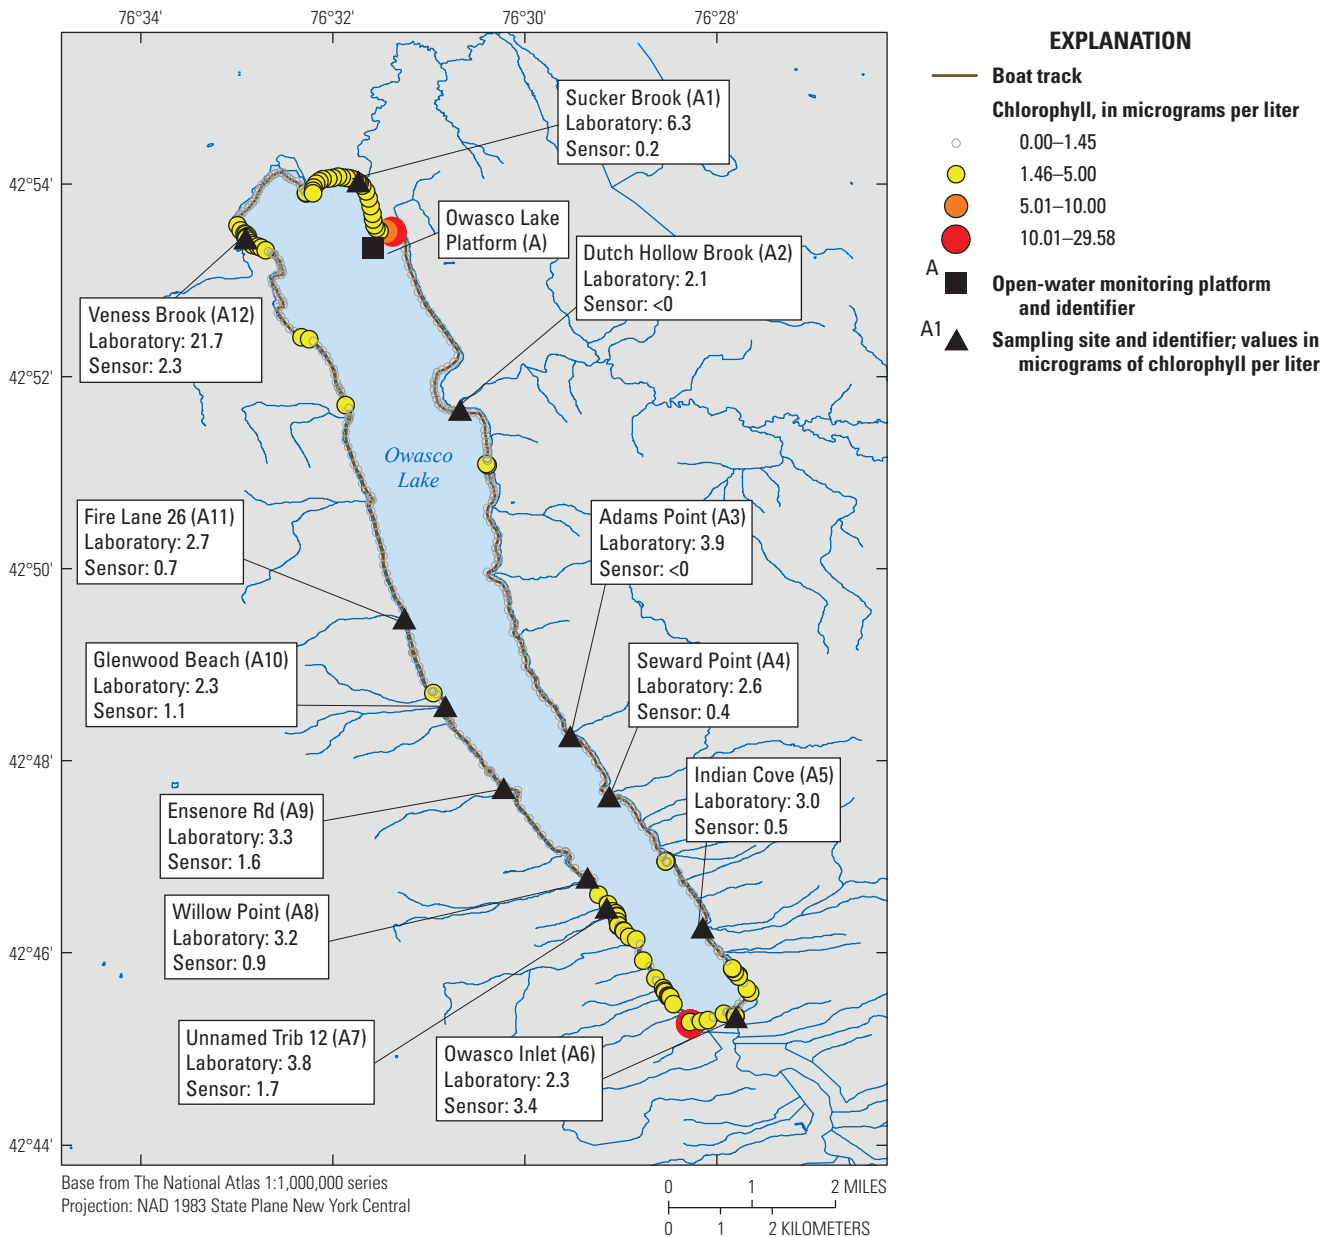 76°34'
76°32'
76°30'
76°28'
42°54'
42°52'
42°50'
42°48'
42°46'
42°44'
Sucker Brook (A1)
Laboratory: 6.3
Sensor: 0.2
Owasco Lake
Platform (A)
Dutch Hollow Brook (A2)
Laboratory: 2.1
Sensor: <0
Veness Brook (A12)
Laboratory: 21.7
Sensor: 2.3
Owasco
Lake
Fire Lane 26 (A11)
Laboratory: 2.7
Sensor: 0.7
Adams Point (A3)
Laboratory: 3.9
Sensor: <0
Glenwood Beach (A10)
Laboratory: 2.3
Sensor: 1.1
Seward Point (A4)
Laboratory: 2.6
Sensor: 0.4
Indian Cove (A5)
Laboratory: 3.0
Sensor: 0.5
Ensenore Rd (A9)
Laboratory: 3.3
Sensor: 1.6
Willow Point (A8)
Laboratory: 3.2
Sensor: 0.9
Unnamed Trib 12 (A7)
Laboratory: 3.8
Sensor: 1.7
Owasco Inlet (A6)
Laboratory: 2.3
Sensor: 3.4
Base from The National Atlas 1:1,000,000 series
Projection: NAD 1983 State Plane New York Central
0 1 2 MILES
0 1 2 KILOMETERS
EXPLANATION
Boat track
Chlorophyll, in micrograms per liter
0.00–1.45
1.46–5.00
5.01–10.00
10.01–29.58
A
Open-water monitoring platform
and identifier
A1
Sampling site and identifier; values in
micrograms of chlorophyll per liter